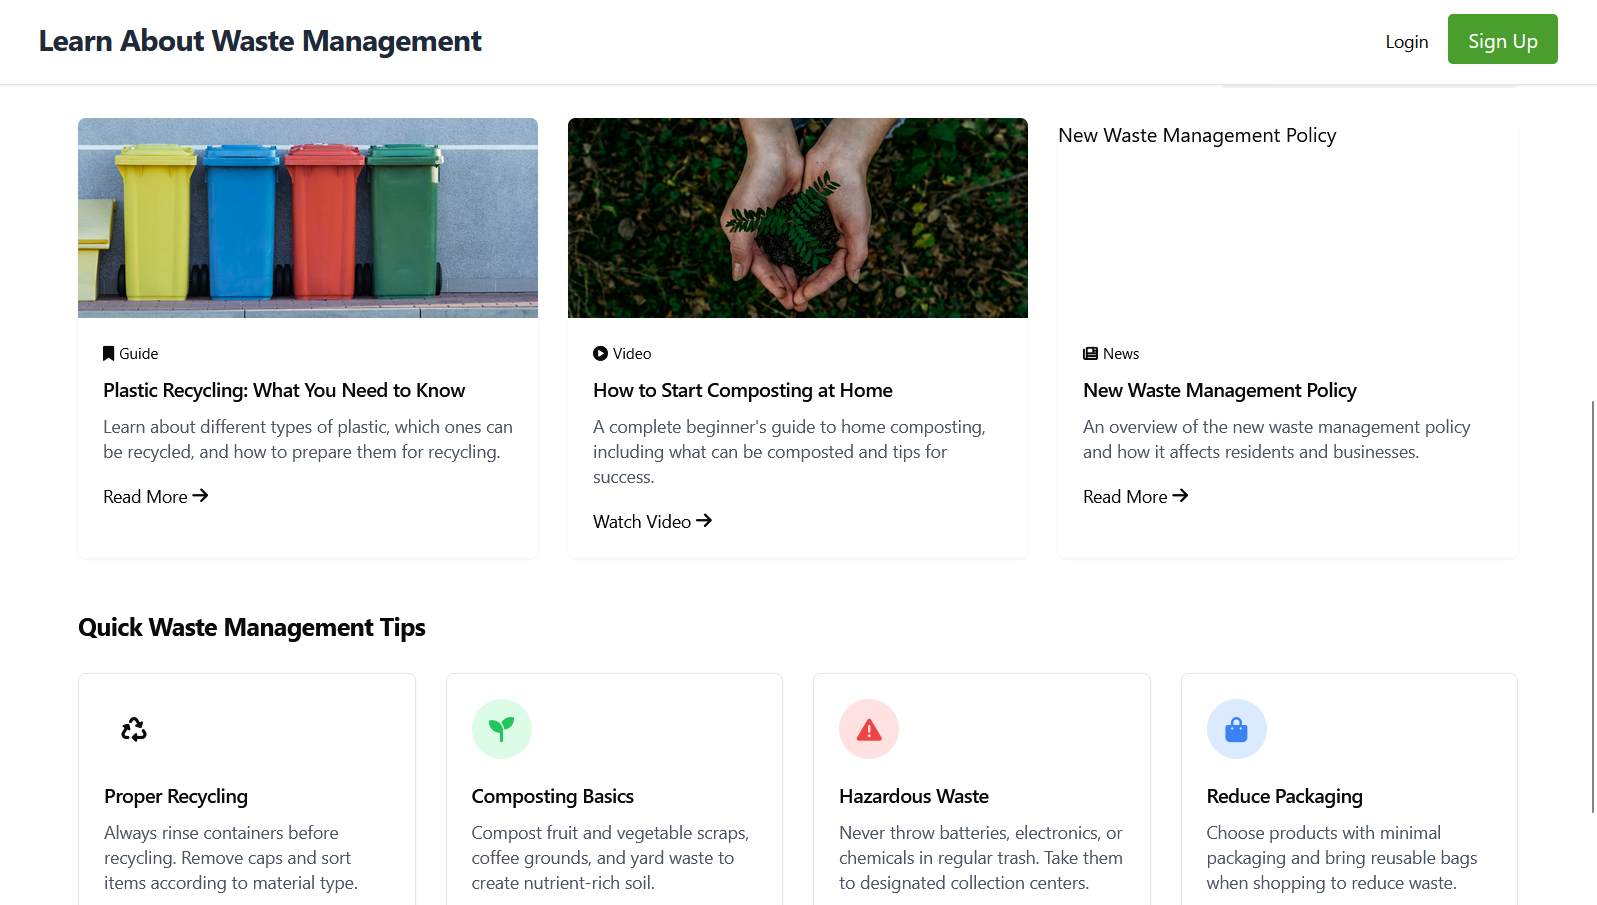 Learn About Waste Management
Login
Sign Up
New Waste Management Policy
Guide
Plastic Recycling: What You Need to Know
Learn about different types of plastic, which ones can
be recycled, and how to prepare them for recycling.
Read More
Video
How to Start Composting at Home
A complete beginner's guide to home composting,
including what can be composted and tips for
success.
Watch Video
News
New Waste Management Policy
An overview of the new waste management policy
and how it affects residents and businesses.
Read More
Quick Waste Management Tips
Proper Recycling
Always rinse containers before
recycling. Remove caps and sort
items according to material type.
Composting Basics
Compost fruit and vegetable scraps,
coffee grounds, and yard waste to
create nutrient-rich soil.
Hazardous Waste
Never throw batteries, electronics, or
chemicals in regular trash. Take them
to designated collection centers.
Reduce Packaging
Choose products with minimal
packaging and bring reusable bags
when shopping to reduce waste.